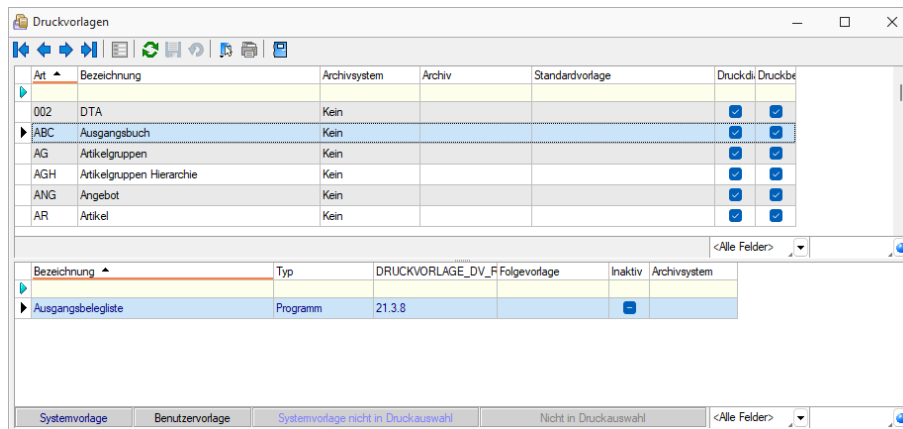 Druckvorlagen
Art Bezeichnung Archivsystem Archiv Standardvorlage Druckdi Druckbe
002 DTA Kein
ABC Ausgangsbuch Kein
AG Artikelgruppen Kein
AGH Artikelgruppen Hierarchie Kein
ANG Angebot Kein
AR Artikel Kein
<Alle Felder>
Bezeichnung Typ DRUCKVORLAGE_DV_R Folgevorlage Inaktiv Archivsystem
Ausgangsbelegliste Programm 21.3.8
Systemvorlage Benutzervorlage Systemvorlage nicht in Druckauswahl Nicht in Druckauswahl <Alle Felder>